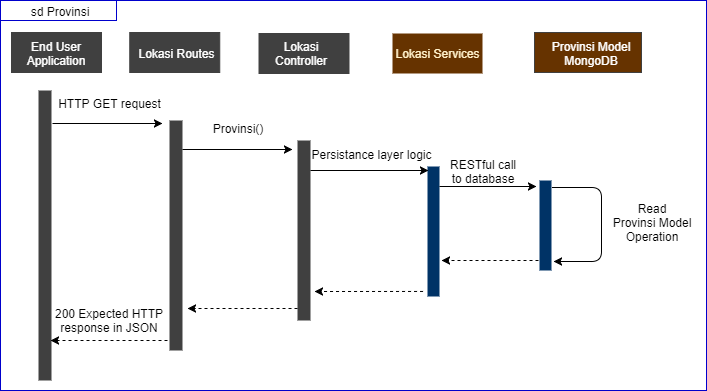 sd Provinsi
End User
Application
Lokasi Routes
Lokasi
Controller
Lokasi Services
Provinsi Model
MongoDB
HTTP GET request
Provinsi()
Persistance layer logic
RESTful call
to database
Read
Provinsi Model
Operation
200 Expected HTTP
response in JSON